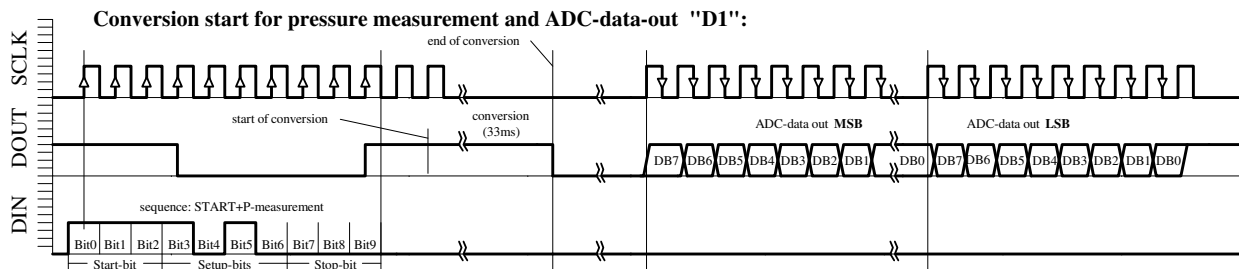 Conversion start for pressure measurement and ADC-data-out "D1":
end of conversion
SCLK
start of conversion
conversion
(33ms)
ADC-data out MSB
ADC-data out LSB
DOUT
DB7 DB6 DB5 DB4 DB3 DB2 DB1 DB0 DB7 DB6 DB5 DB4 DB3 DB2 DB1 DB0
sequence: START+P-measurement
DIN
Bit0 Bit1 Bit2 Bit3 Bit4 Bit5 Bit6 Bit7 Bit8 Bit9
Start-bit Setup-bits Stop-bit